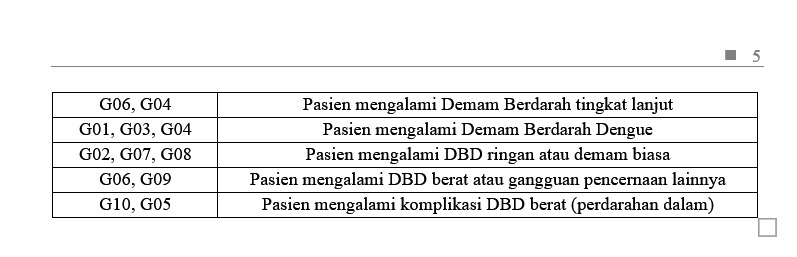 5
G06, G04 Pasien mengalami Demam Berdarah tingkat lanjut
G01, G03, G04 Pasien mengalami Demam Berdarah Dengue
G02, G07, G08 Pasien mengalami DBD ringan atau demam biasa
G06, G09 Pasien mengalami DBD berat atau gangguan pencernaan lainnya
G10, G05 Pasien mengalami komplikasi DBD berat (perdarahan dalam)